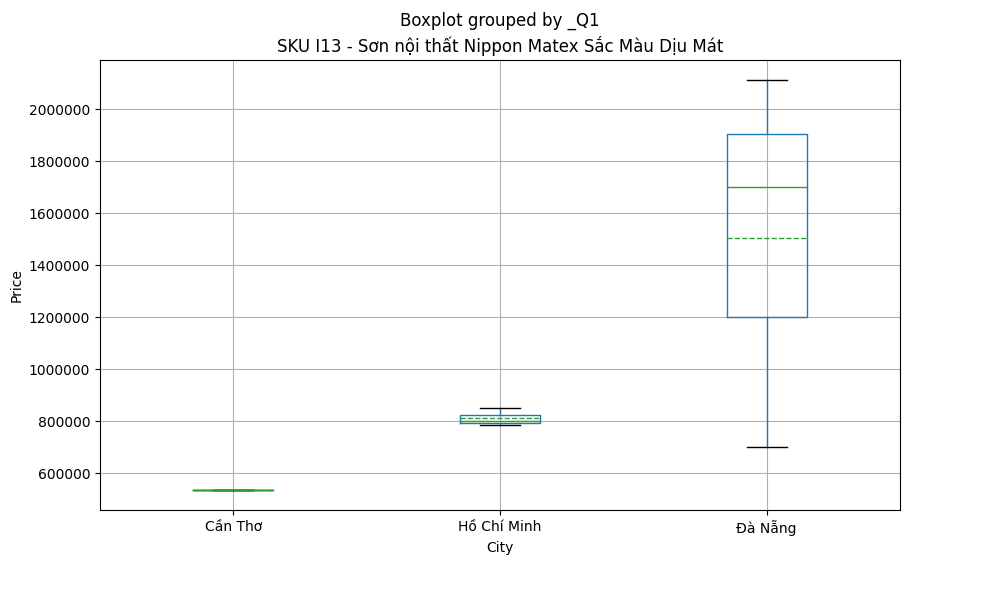 Boxplot grouped by _Q1
SKU I13 - Sơn nội thất Nippon Matex Sắc Màu Dịu Mát
2000000
1800000
1600000
1400000
1200000
1000000
800000
600000
Price
Cần Thơ
Hồ Chí Minh
Đà Nẵng
City